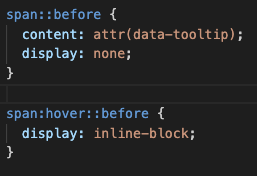 span::before {
  content: attr(data-tooltip);
  display: none;
}

span:hover::before {
  display: inline-block;
}